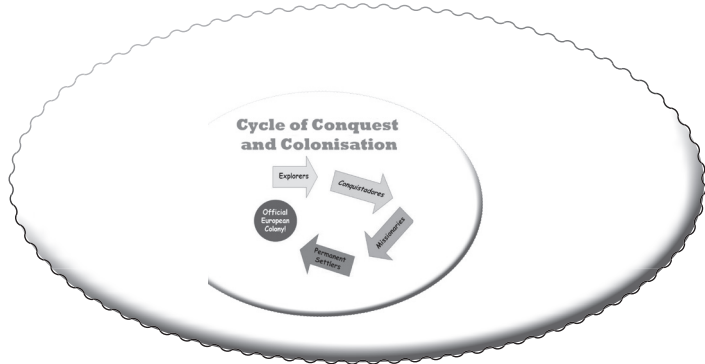 Cycle of Conquest
and Colonisation
Explorers
Conquistadores
Missionaries
Permanent
Settlers
Official
European
Colony!